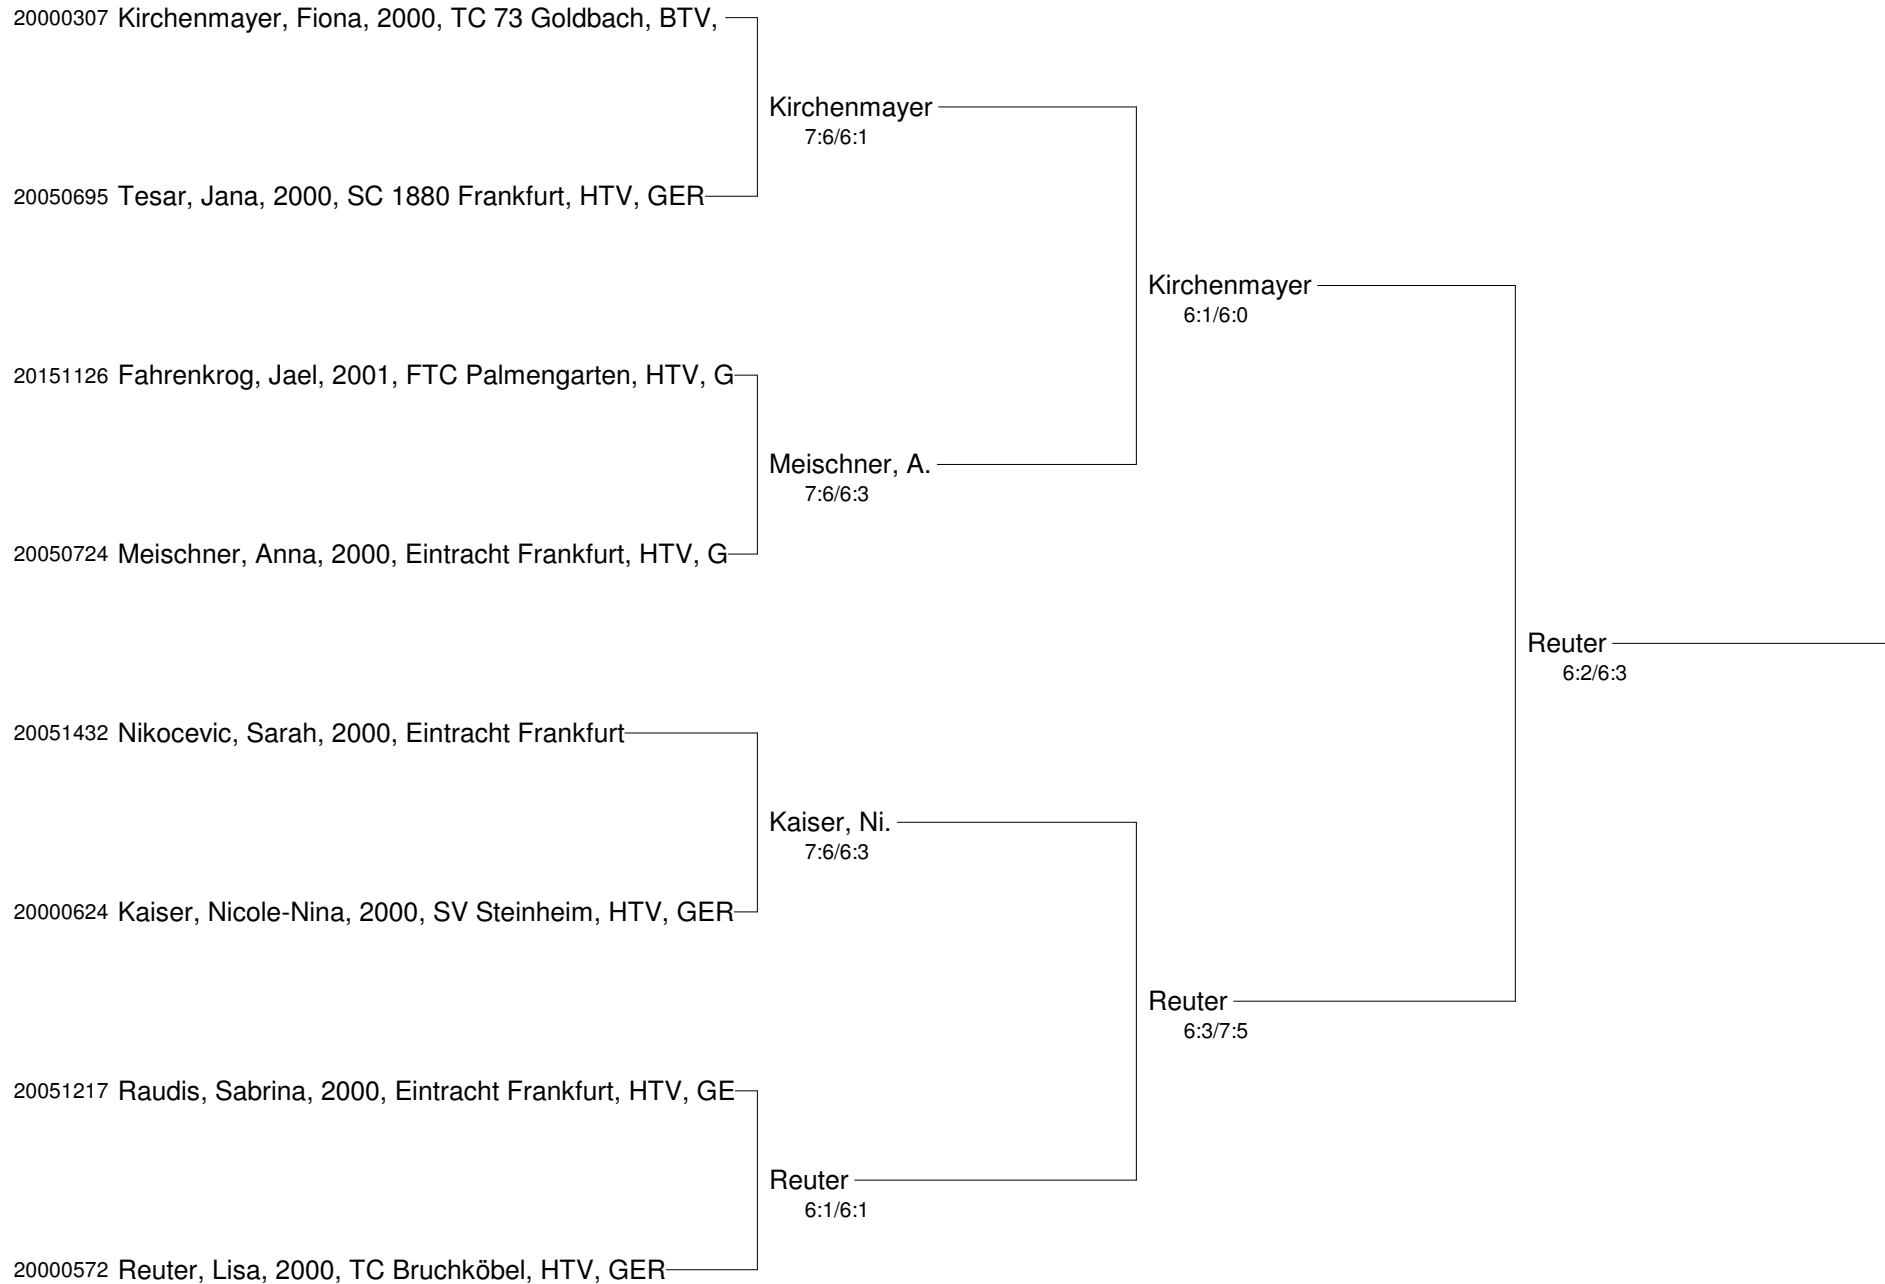 20000307 Kirchenmayer, Fiona, 2000, TC 73 Goldbach, BTV,
Kirchenmayer
7:6/6:1
20050695 Tesar, Jana, 2000, SC 1880 Frankfurt, HTV, GER
Kirchenmayer
6:1/6:0
20151126 Fahrenkrog, Jael, 2001, FTC Palmengarten, HTV, G
Meischner, A.
7:6/6:3
20050724 Meischner, Anna, 2000, Eintracht Frankfurt, HTV, G
Reuter
6:2/6:3
20051432 Nikocevic, Sarah, 2000, Eintracht Frankfurt
Kaiser, Ni.
7:6/6:3
20000624 Kaiser, Nicole-Nina, 2000, SV Steinheim, HTV, GER
Reuter
6:3/7:5
20051217 Raudis, Sabrina, 2000, Eintracht Frankfurt, HTV, GE
Reuter
6:1/6:1
20000572 Reuter, Lisa, 2000, TC Bruchköbel, HTV, GER